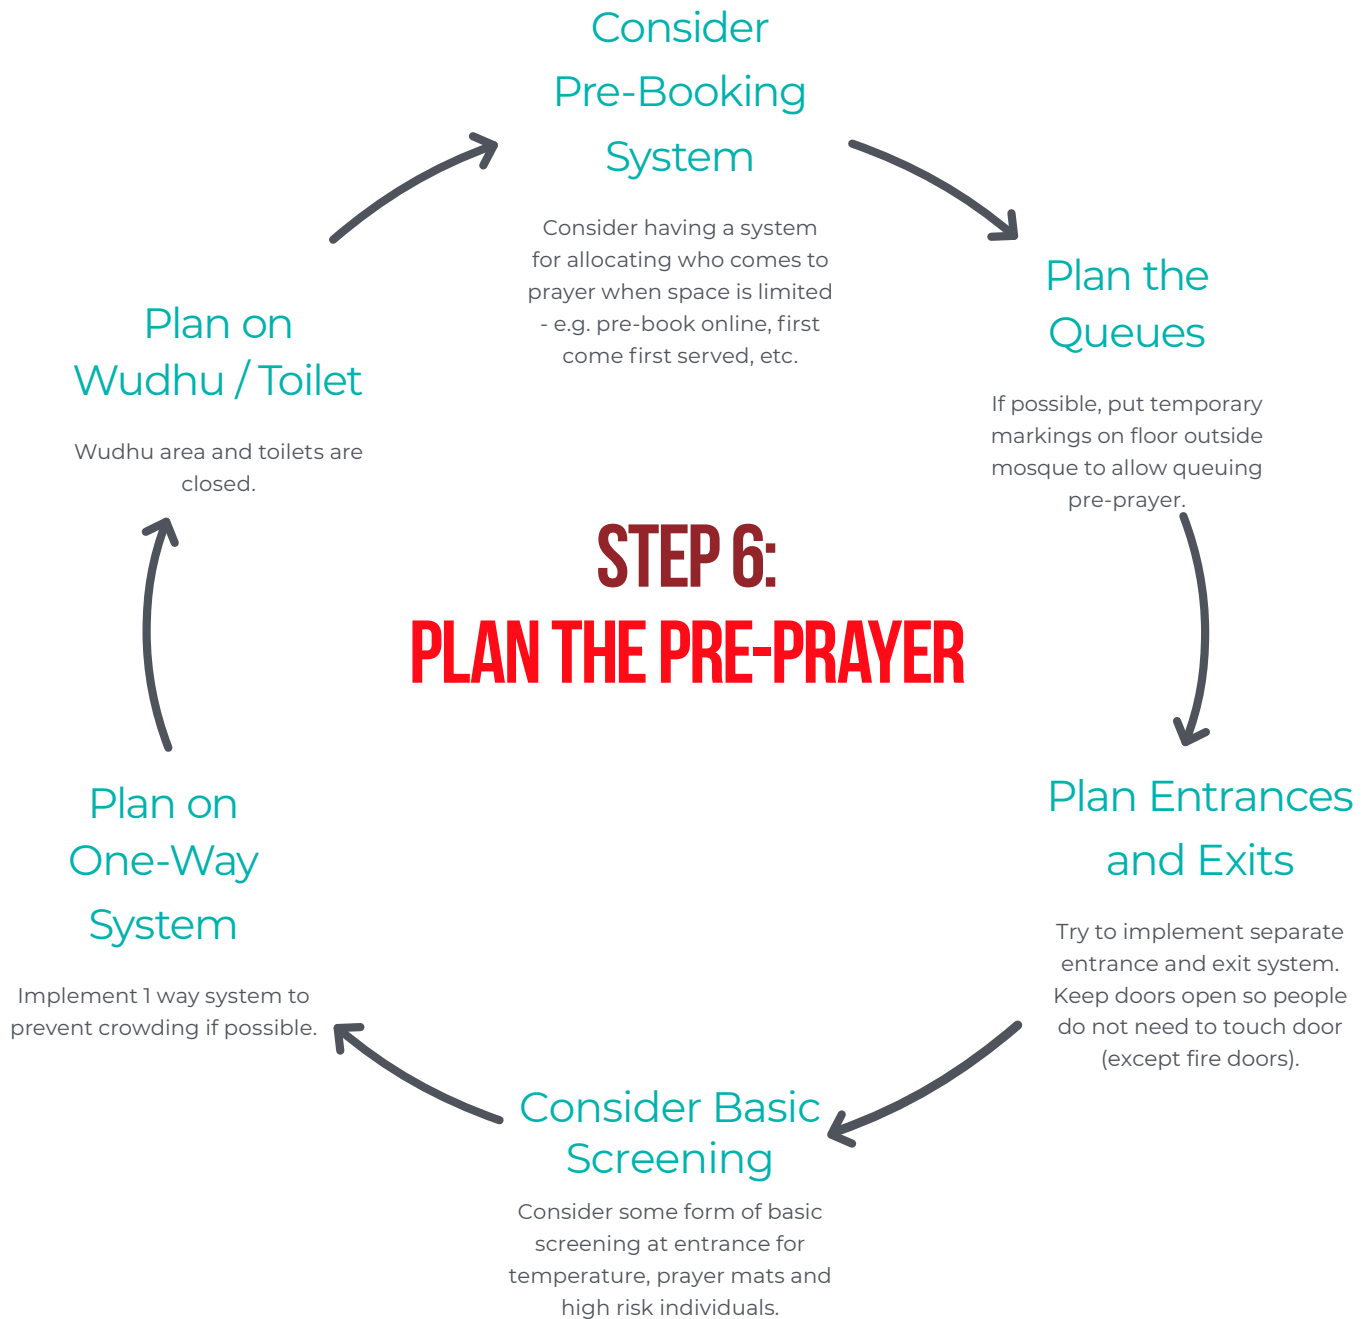 Consider
Pre-Booking
System
Consider having a system
for allocating who comes to
prayer when space is limited
- e.g. pre-book online, first
come first served, etc.
Plan the
Queues
If possible, put temporary
markings on floor outside
mosque to allow queuing
pre-prayer.
Plan Entrances
and Exits
Try to implement separate
entrance and exit system.
Keep doors open so people
do not need to touch door
(except fire doors).
Consider Basic
Screening
Consider some form of basic
screening at entrance for
temperature, prayer mats and
high risk individuals.
Plan on
One-Way
System
Implement 1 way system to
prevent crowding if possible.
Plan on
Wudhu / Toilet
Wudhu area and toilets are
closed.
STEP 6:
PLAN THE PRE-PRAYER